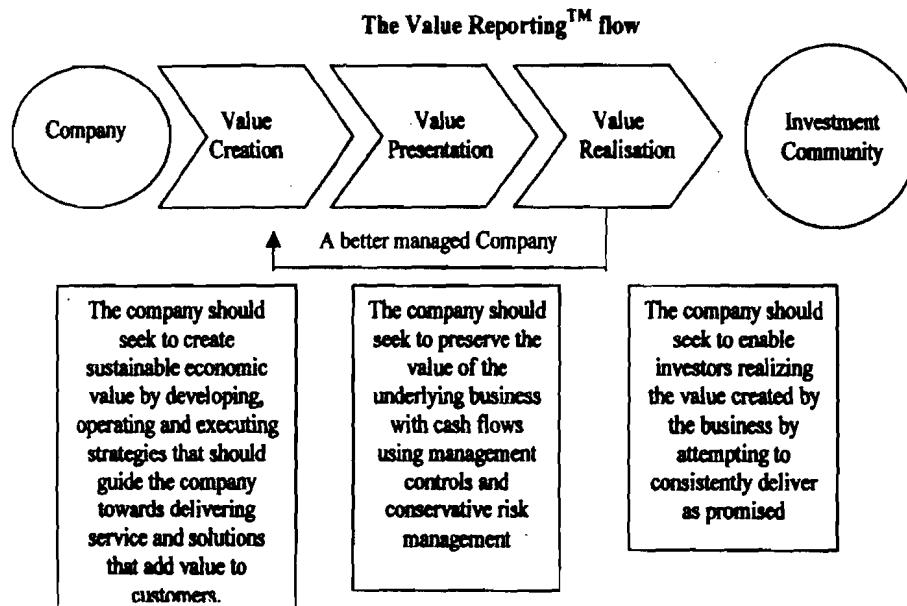 The Value Reporting™ flow
Company
Value
Creation
Value
Presentation
Value
Realisation
Investment
Community
A better managed Company
The company should
seek to create
sustainable economic
value by developing,
operating and executing
strategies that should
guide the company
towards delivering
service and solutions
that add value to
customers.
The company should
seek to preserve the
value of the
underlying business
with cash flows
using management
controls and
conservative risk
management
The company should
seek to enable
investors realizing
the value created by
the business by
attempting to
consistently deliver
as promised